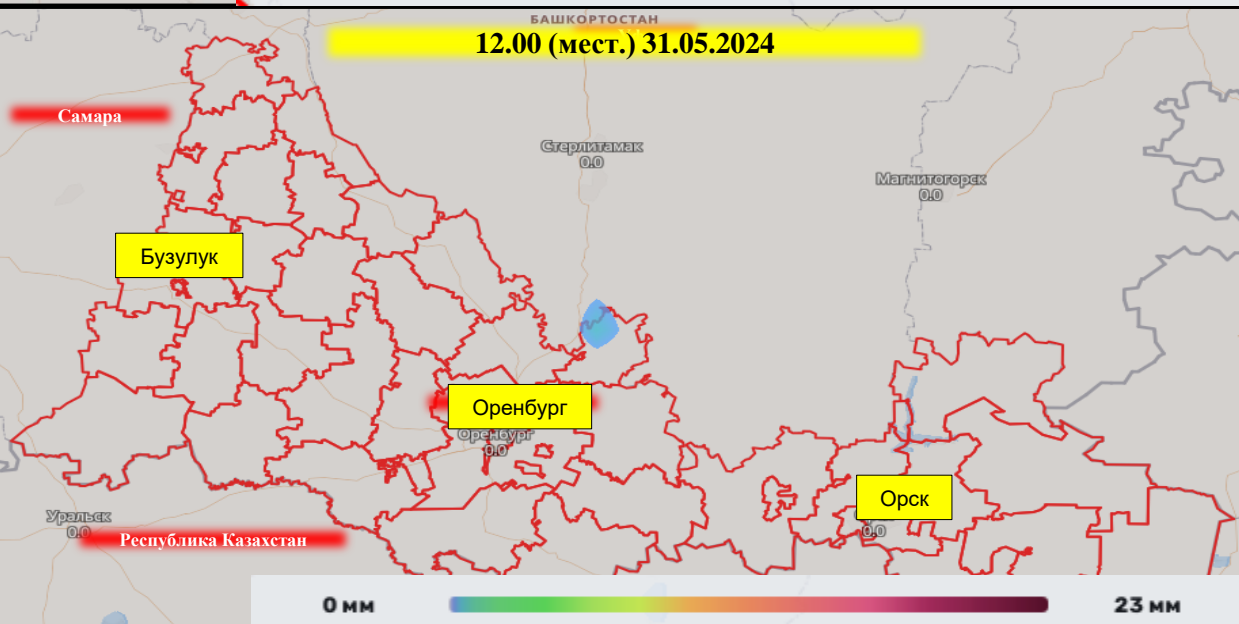 БАШКОРТОСТАН
12.00 (мест.) 31.05.2024
Самара
Стерлитамак
0.0
Магнитогорск
0.0
Бузулук
Оренбург
Оренбург
0.0
Орск
0.0
Уральск
0.0
Республика Казахстан
0 мм
23 мм